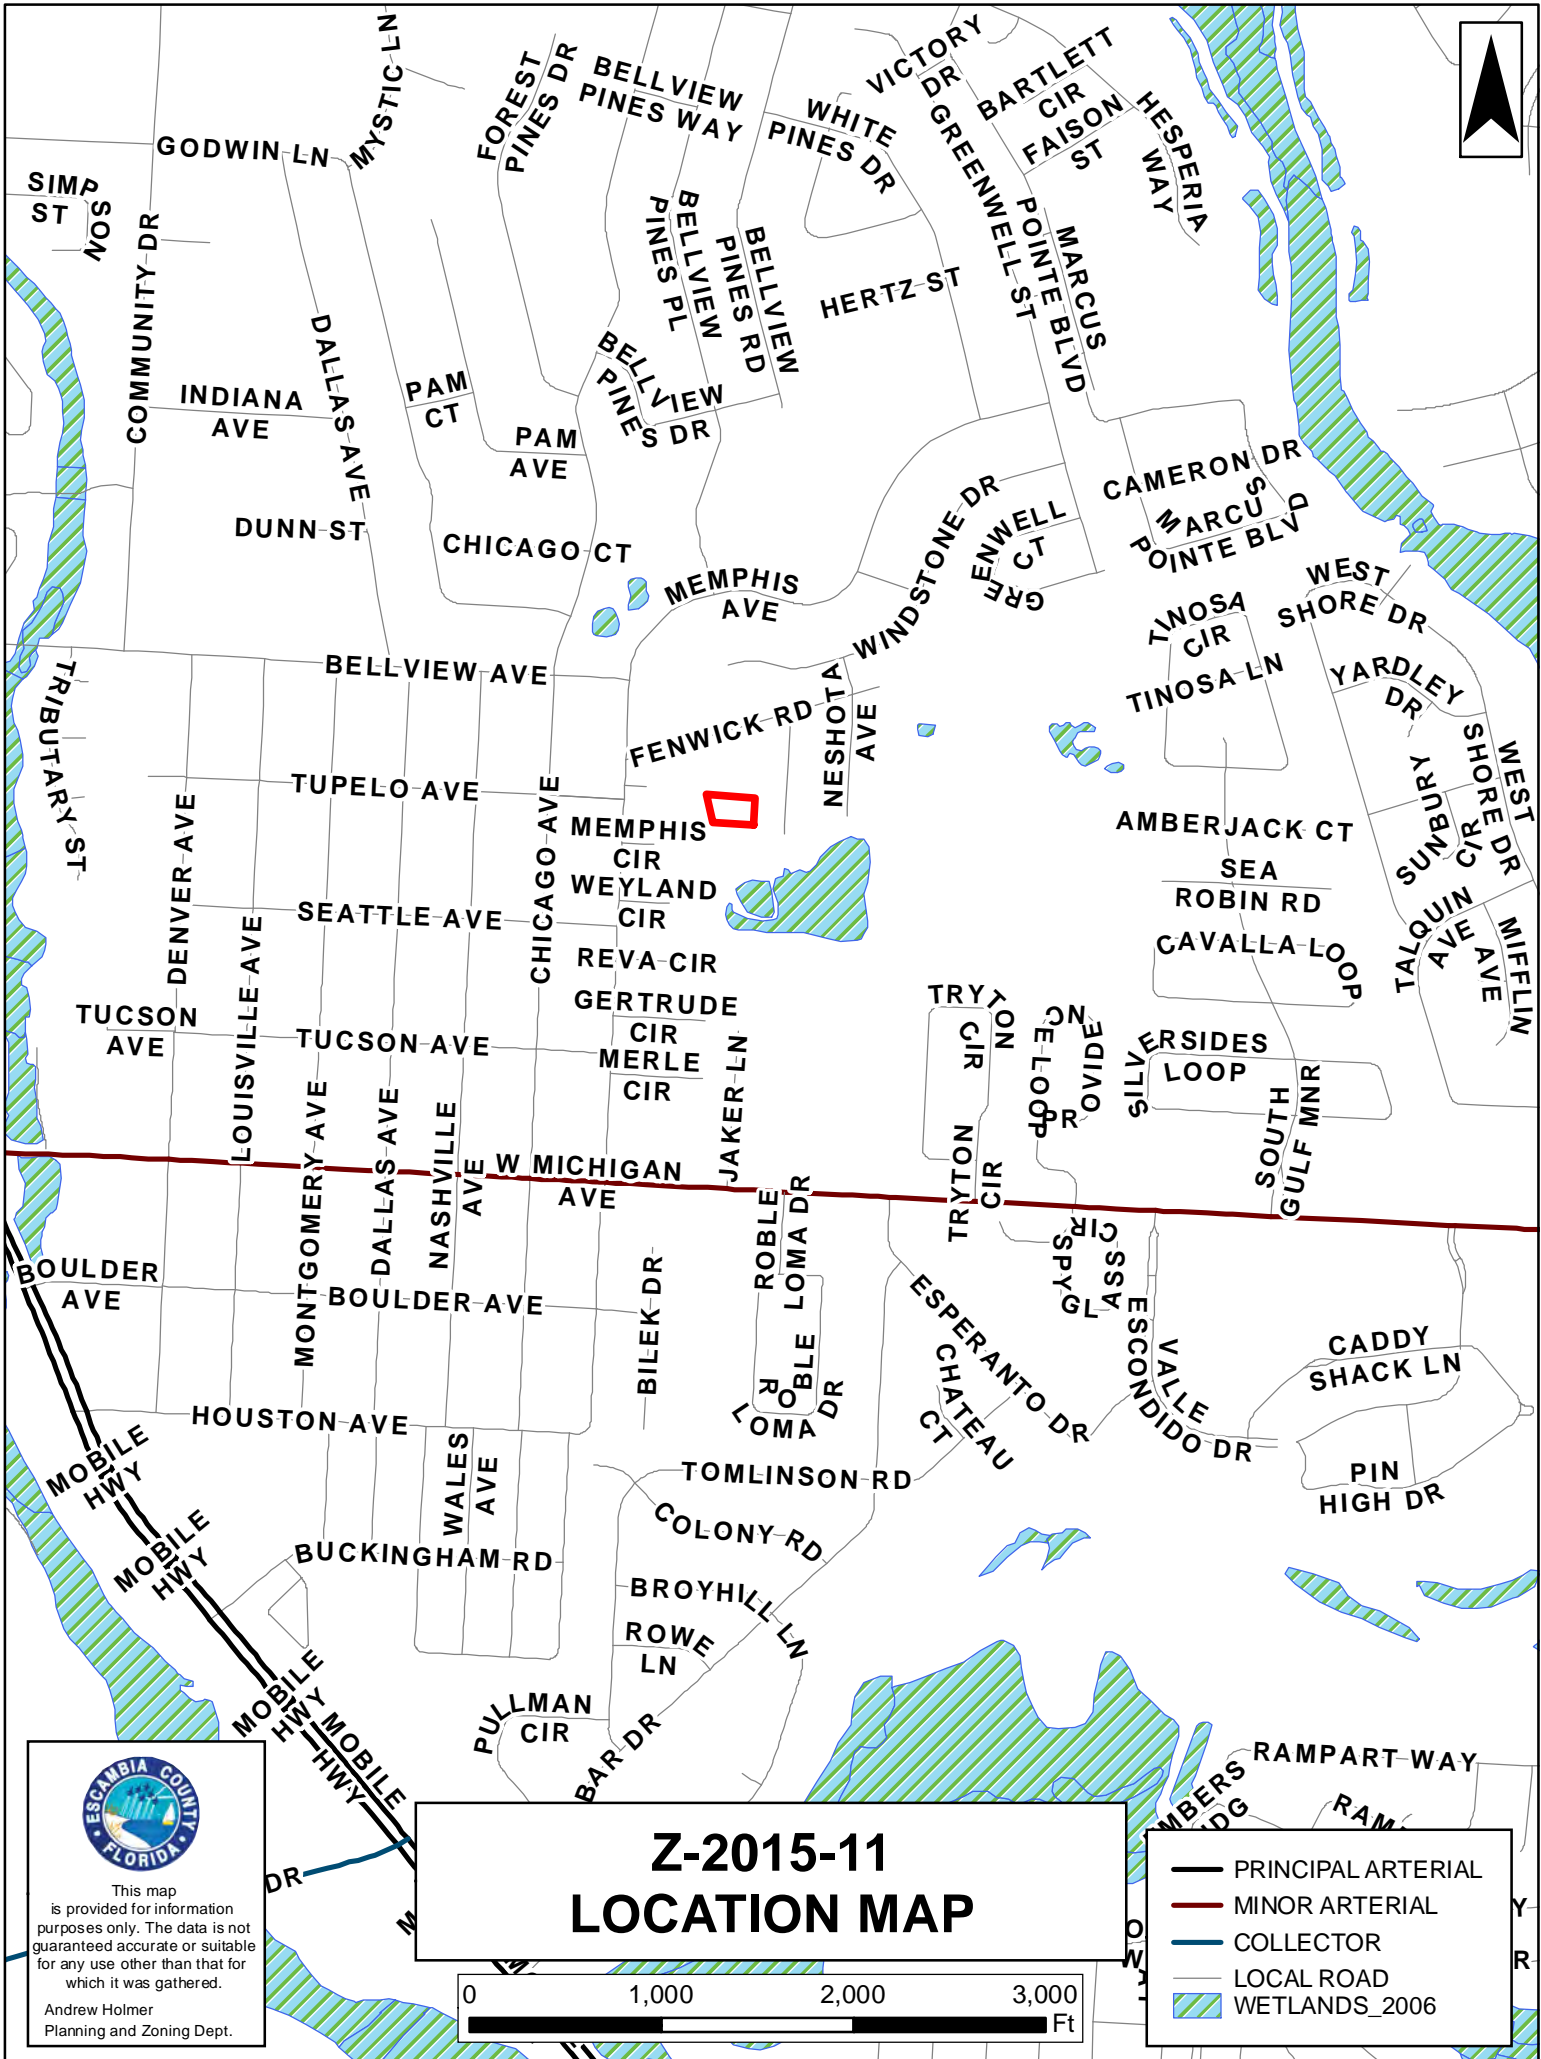 MYSTIC LN
FOREST
PINES DR
BELLVIEW
PINES WAY
WHITE
PINES DR
VICTORY
DR
BARTLETT
CIR
FAISON
ST
HESPERIA
WAY
GODWIN LN
SIMPSON
ST
COMMUNITY DR
GREENWELL ST
MARCUS
POINTE BLVD
BELLVIEW
PINES PL
BELLVIEW
PINES RD
HERTZ ST
DALLAS AVE
BELLVIEW
PINES DR
INDIANA
AVE
PAM
CT
PAM
AVE
CAMERON DR
MARCUS
POINTE BLVD
DUNN ST
CHICAGO CT
WINDSTONE DR
GREENWELL
CT
MEMPHIS
AVE
WEST
SHORE DR
TINOSA
CIR
TINOSA LN
YARDLEY
DR
BELLVIEW AVE
TRIBUTARY ST
FENWICK RD
NESHOTA
AVE
WEST
SHORE DR
SUNBURY
CIR
TUPELO AVE
MEMPHIS
CIR
AMBERJACK CT
DENVER AVE
CHICAGO AVE
WEYLAND
CIR
SEA
ROBIN RD
SEATTLE AVE
TALQUIN
AVE
MIFFLIN
AVE
LOUISVILLE AVE
REVA CIR
CAVALLA LOOP
GERTRUDE
CIR
TRYTON
CIR
PROVIDENCE LOOP
TUCSON
AVE
TUCSON AVE
MERLE
CIR
JAKER LN
SILVERSIDES
LOOP
SOUTH
GULF MNR
MONTGOMERY AVE
DALLAS AVE
NASHVILLE
AVE
W MICHIGAN
AVE
TRYTON
CIR
ROBLE
LOMA DR
SPYGLASS
CIR
BOULDER
AVE
BOULDER AVE
BILEK DR
ESPERANTO DR
VALLE
ESCONDIDO DR
CADDY
SHACK LN
CHATEAU
CT
ROBLE
LOMA DR
HOUSTON AVE
MOBILE
HWY
WALES
AVE
TOMLINSON RD
PIN
HIGH DR
MOBILE
HWY
COLONY RD
BUCKINGHAM RD
BROYHILL LN
ROWE
LN
MOBILE
HWY
MOBILE
HWY
PULLMAN
CIR
BAR DR
RAMPART WAY
DR
ESCAMBIA COUNTY
FLORIDA
This map
is provided for information
purposes only. The data is not
guaranteed accurate or suitable
for any use other than that for
which it was gathered.
Andrew Holmer
Planning and Zoning Dept.
Z-2015-11
LOCATION MAP
0 1,000 2,000 3,000
Ft
PRINCIPAL ARTERIAL
MINOR ARTERIAL
COLLECTOR
LOCAL ROAD
WETLANDS_2006